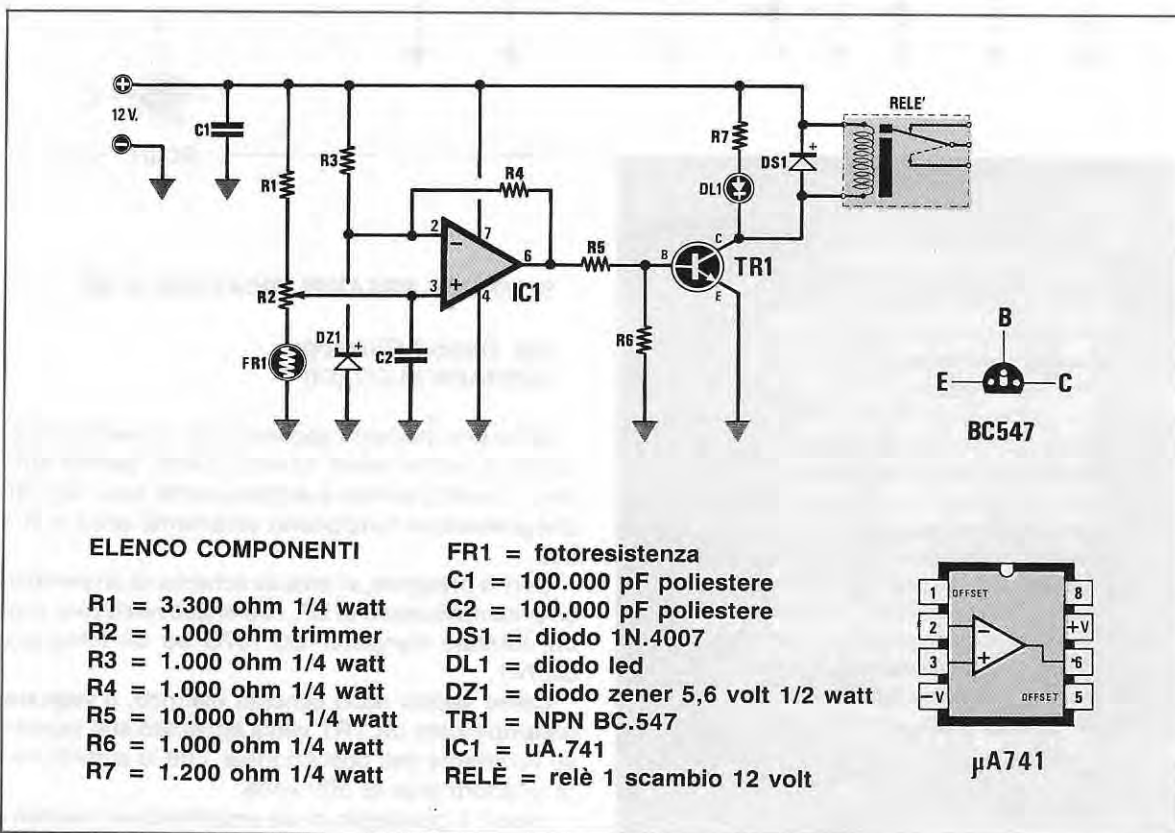 12 V.
C1
R1
R2
FR1
R3
DZ1
C2
R4
2
3
7
6
4
IC1
R5
R6
B
C
E
TR1
R7
DL1
DS1
RELE'
B
E
C
BC547
ELENCO COMPONENTI
R1 = 3.300 ohm 1/4 watt
R2 = 1.000 ohm trimmer
R3 = 1.000 ohm 1/4 watt
R4 = 1.000 ohm 1/4 watt
R5 = 10.000 ohm 1/4 watt
R6 = 1.000 ohm 1/4 watt
R7 = 1.200 ohm 1/4 watt
FR1 = fotoresistenza
C1 = 100.000 pF poliestere
C2 = 100.000 pF poliestere
DS1 = diodo 1N.4007
DL1 = diodo led
DZ1 = diodo zener 5,6 volt 1/2 watt
TR1 = NPN BC.547
IC1 = uA.741
RELÈ = relè 1 scambio 12 volt
1 OFFSET 8
2 +V
3 6
-V OFFSET 5
µA741